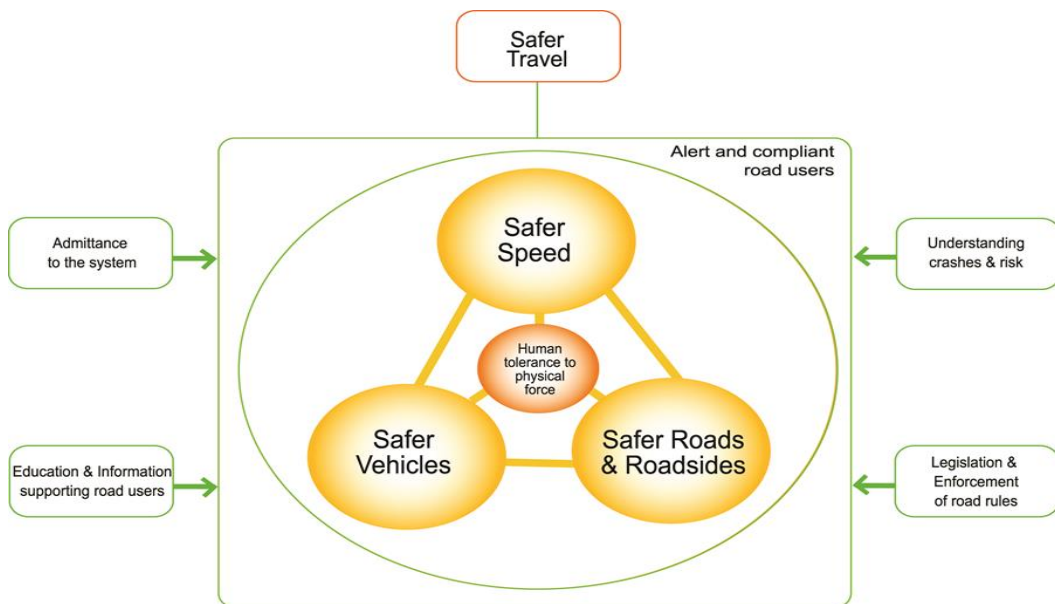 Safer
Travel
Alert and compliant
road users
Safer
Speed
Admittance
to the system
Understanding
crashes & risk
Human
tolerance to
physical
force
Safer
Vehicles
Safer Roads
& Roadsides
Education & Information
supporting road users
Legislation &
Enforcement
of road rules